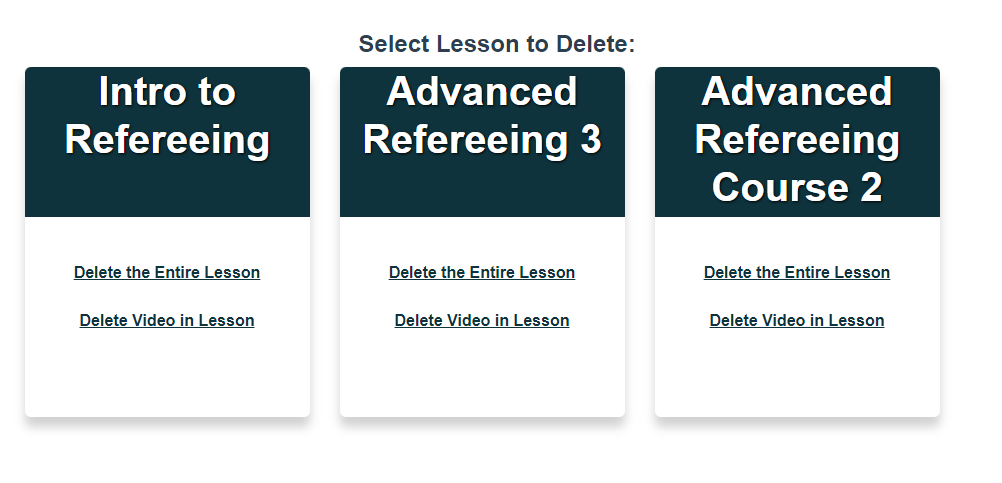 Select Lesson to Delete:
Intro to
Refereeing
Delete the Entire Lesson
Delete Video in Lesson
Advanced
Refereeing 3
Delete the Entire Lesson
Delete Video in Lesson
Advanced
Refereeing
Course 2
Delete the Entire Lesson
Delete Video in Lesson